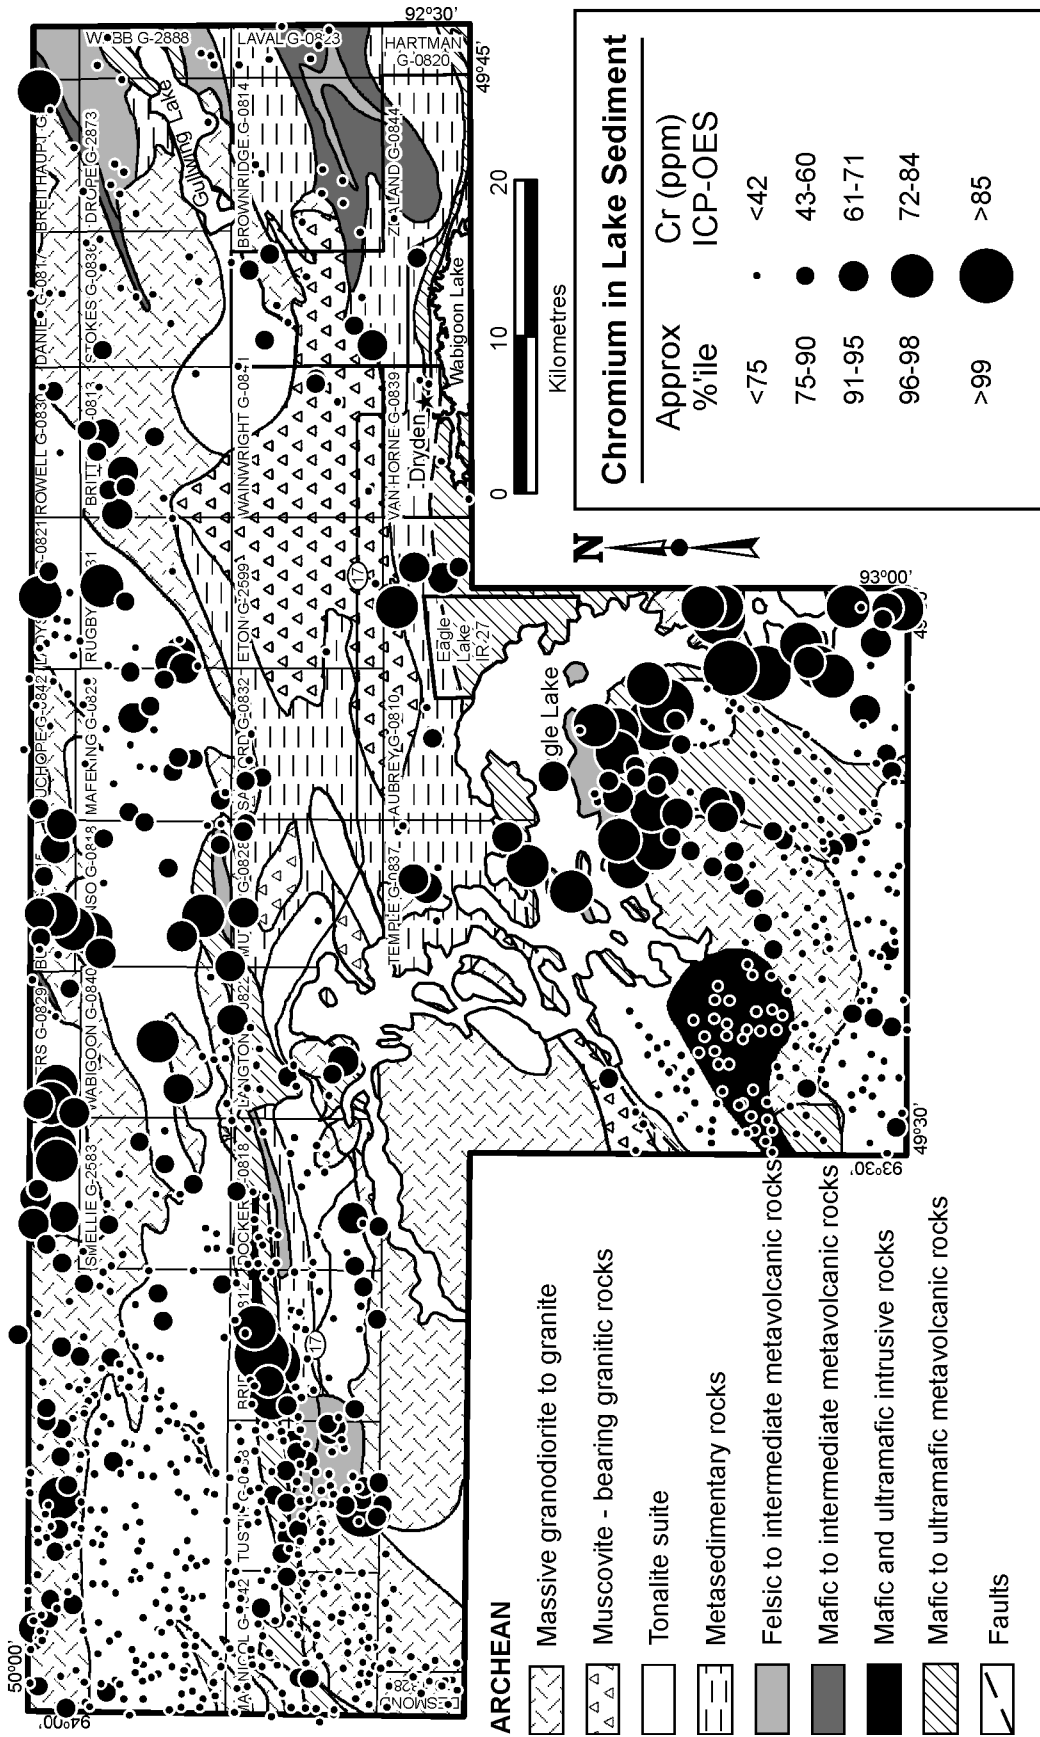 50°00'
94°00'
92°30'
49°45'
93°00'
49°30'
93°30'
WEBB G-2888
LAVAL G-0823
HARTMAN
G-0820
DROPE G-2873
Gullwing Lake
BROWNRIDGE G-0814
ZEALAND G-0844
STOKES G-0836
ROWELL G-0830
WAINWRIGHT G-0841
VAN HORNE G-0839
Dryden
Wabigoon Lake
RUGBY
ETON G-2599
17
Eagle
Lake
IR-27
MAFEKING G-0825
AUBREY G-0810
gle Lake
TEMPLE G-0837
WABIGOON G-0840
LANGTON
SMELLIE G-2583
DOCKER G-0818
17
0 10 20
Kilometres
N
Chromium in Lake Sediment
Approx Cr (ppm)
%'ile ICP-OES
<75 <42
75-90 43-60
91-95 61-71
96-98 72-84
>99 >85
ARCHEAN
Massive granodiorite to granite
Muscovite - bearing granitic rocks
Tonalite suite
Metasedimentary rocks
Felsic to intermediate metavolcanic rocks
Mafic to intermediate metavolcanic rocks
Mafic and ultramafic intrusive rocks
Mafic to ultramafic metavolcanic rocks
Faults